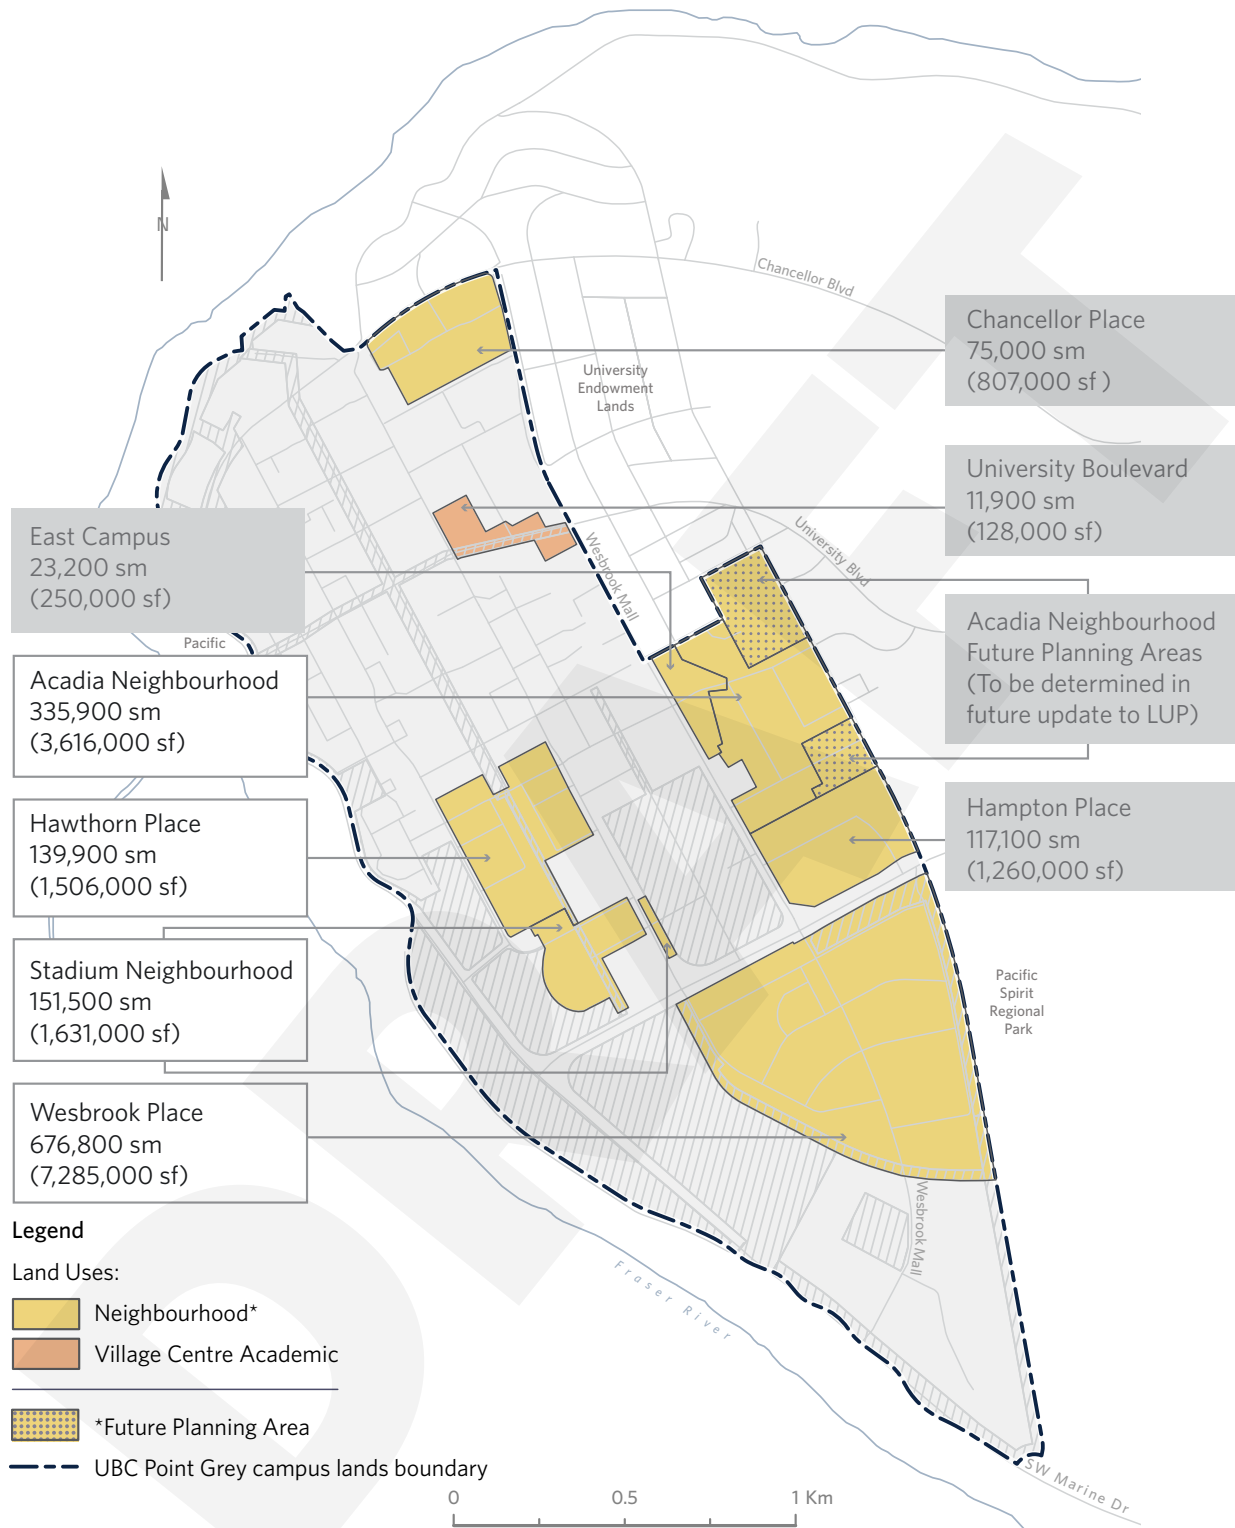 N
Chancellor Blvd
Chancellor Place
75,000 sm
(807,000 sf )
University
Endowment
Lands
University Boulevard
11,900 sm
(128,000 sf)
East Campus
23,200 sm
(250,000 sf)
Wesbrook Mall
University Blvd
Acadia Neighbourhood
Future Planning Areas
(To be determined in
future update to LUP)
Pacific
Acadia Neighbourhood
335,900 sm
(3,616,000 sf)
Hampton Place
117,100 sm
(1,260,000 sf)
Hawthorn Place
139,900 sm
(1,506,000 sf)
Stadium Neighbourhood
151,500 sm
(1,631,000 sf)
Pacific
Spirit
Regional
Park
Wesbrook Place
676,800 sm
(7,285,000 sf)
Wesbrook Mall
Fraser River
Legend
Land Uses:
Neighbourhood*
Village Centre Academic
*Future Planning Area
UBC Point Grey campus lands boundary
SW Marine Dr
0 0.5 1 Km
DRAFT